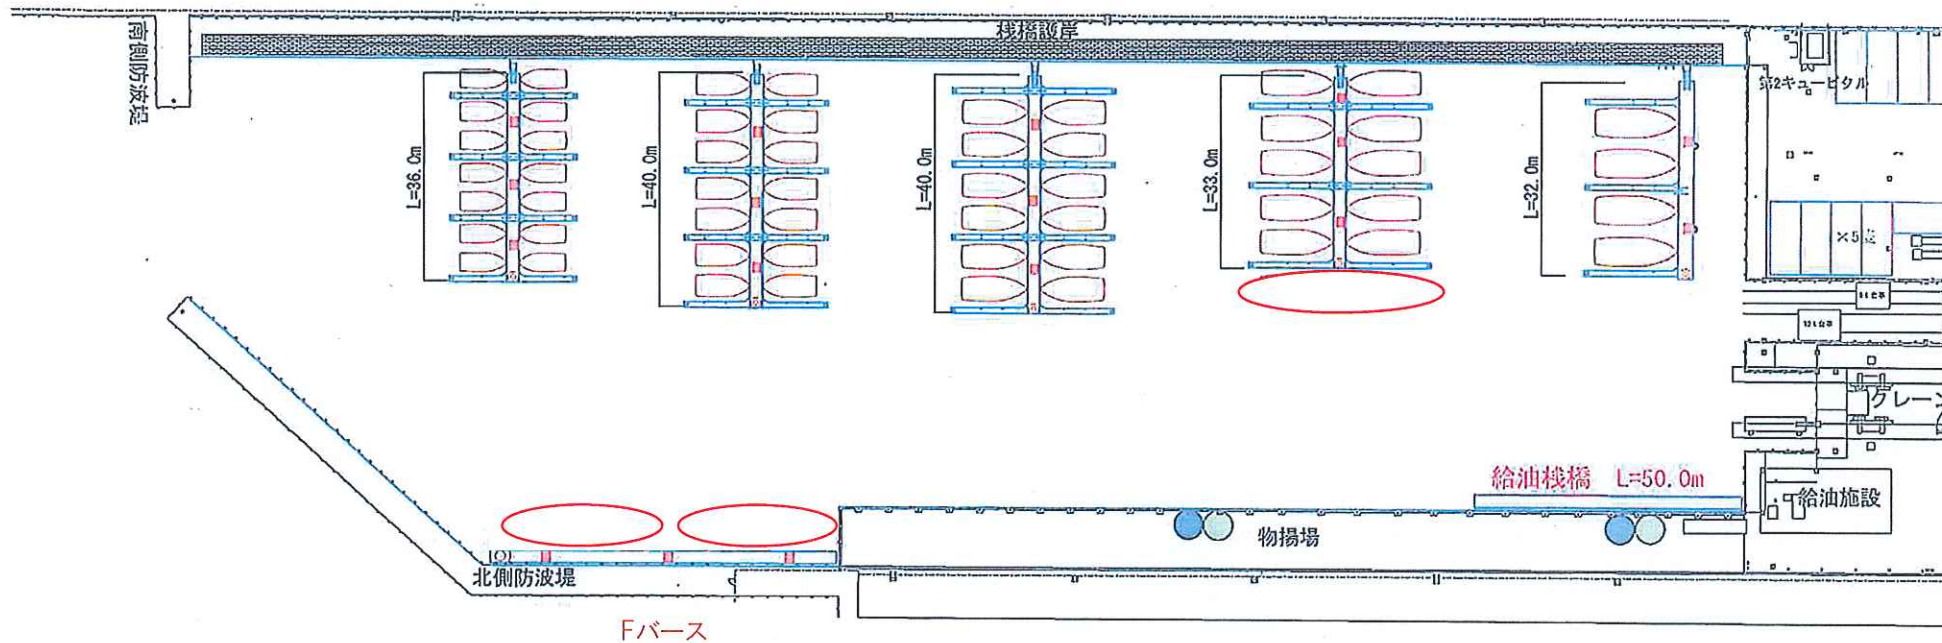 桟橋護岸
南側防波堤
第2キュービクル
L=36.0m
L=40.0m
L=40.0m
L=33.0m
L=32.0m
×5
クレーン
給油桟橋 L=50.0m
給油施設
物揚場
北側防波堤
Fバース